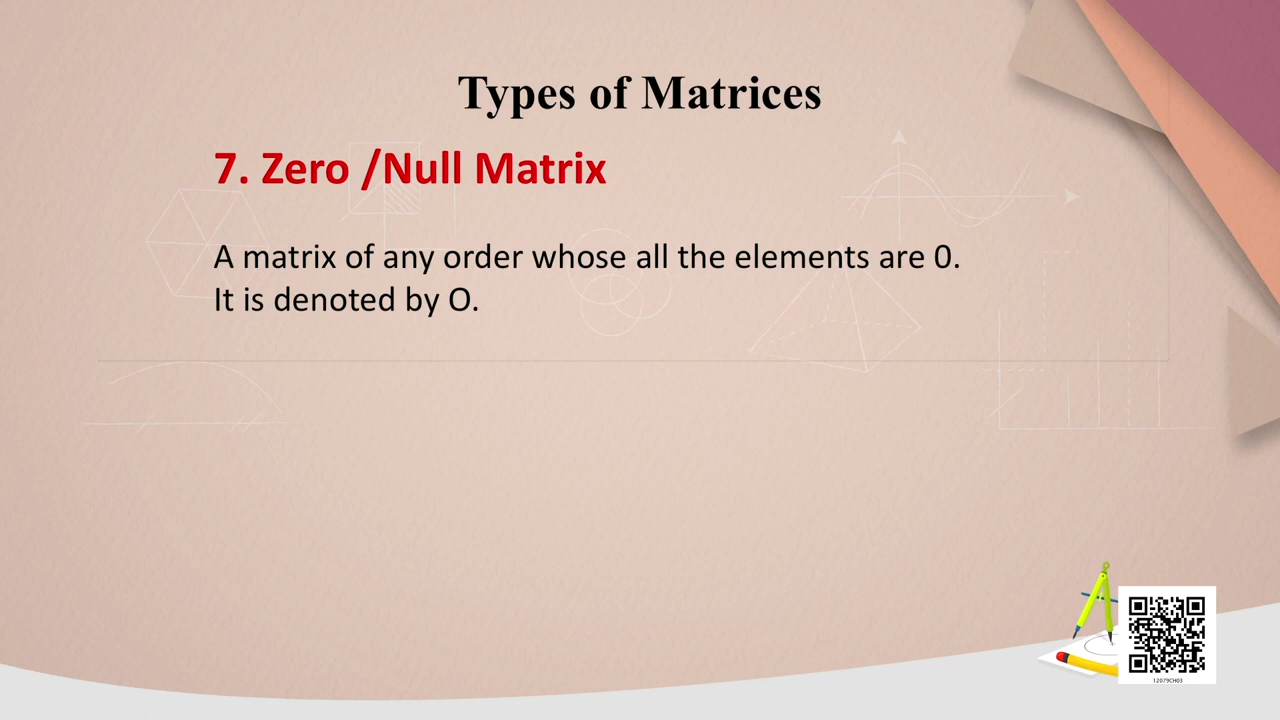 Types of Matrices
7. Zero /Null Matrix
A matrix of any order whose all the elements are 0.
It is denoted by O.
12079CH03